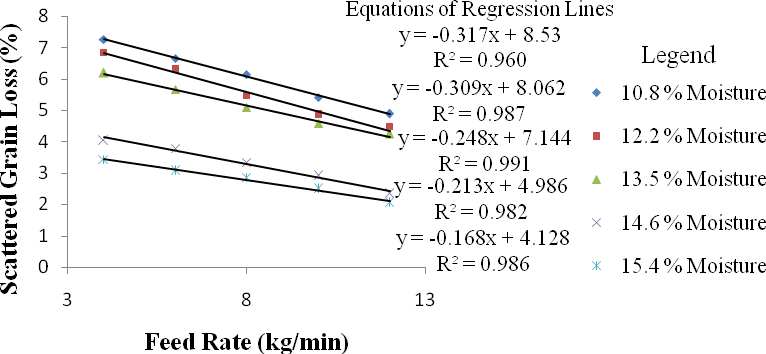 Equations of Regression Lines
y = -0.317x + 8.53
R² = 0.960
y = -0.309x + 8.062
R² = 0.987
y = -0.248x + 7.144
R² = 0.991
y = -0.213x + 4.986
R² = 0.982
y = -0.168x + 4.128
R² = 0.986
Legend
10.8 % Moisture
12.2 % Moisture
13.5 % Moisture
14.6 % Moisture
15.4 % Moisture
Scattered Grain Loss (%)
8
7
6
5
4
3
2
1
0
3
8
13
Feed Rate (kg/min)